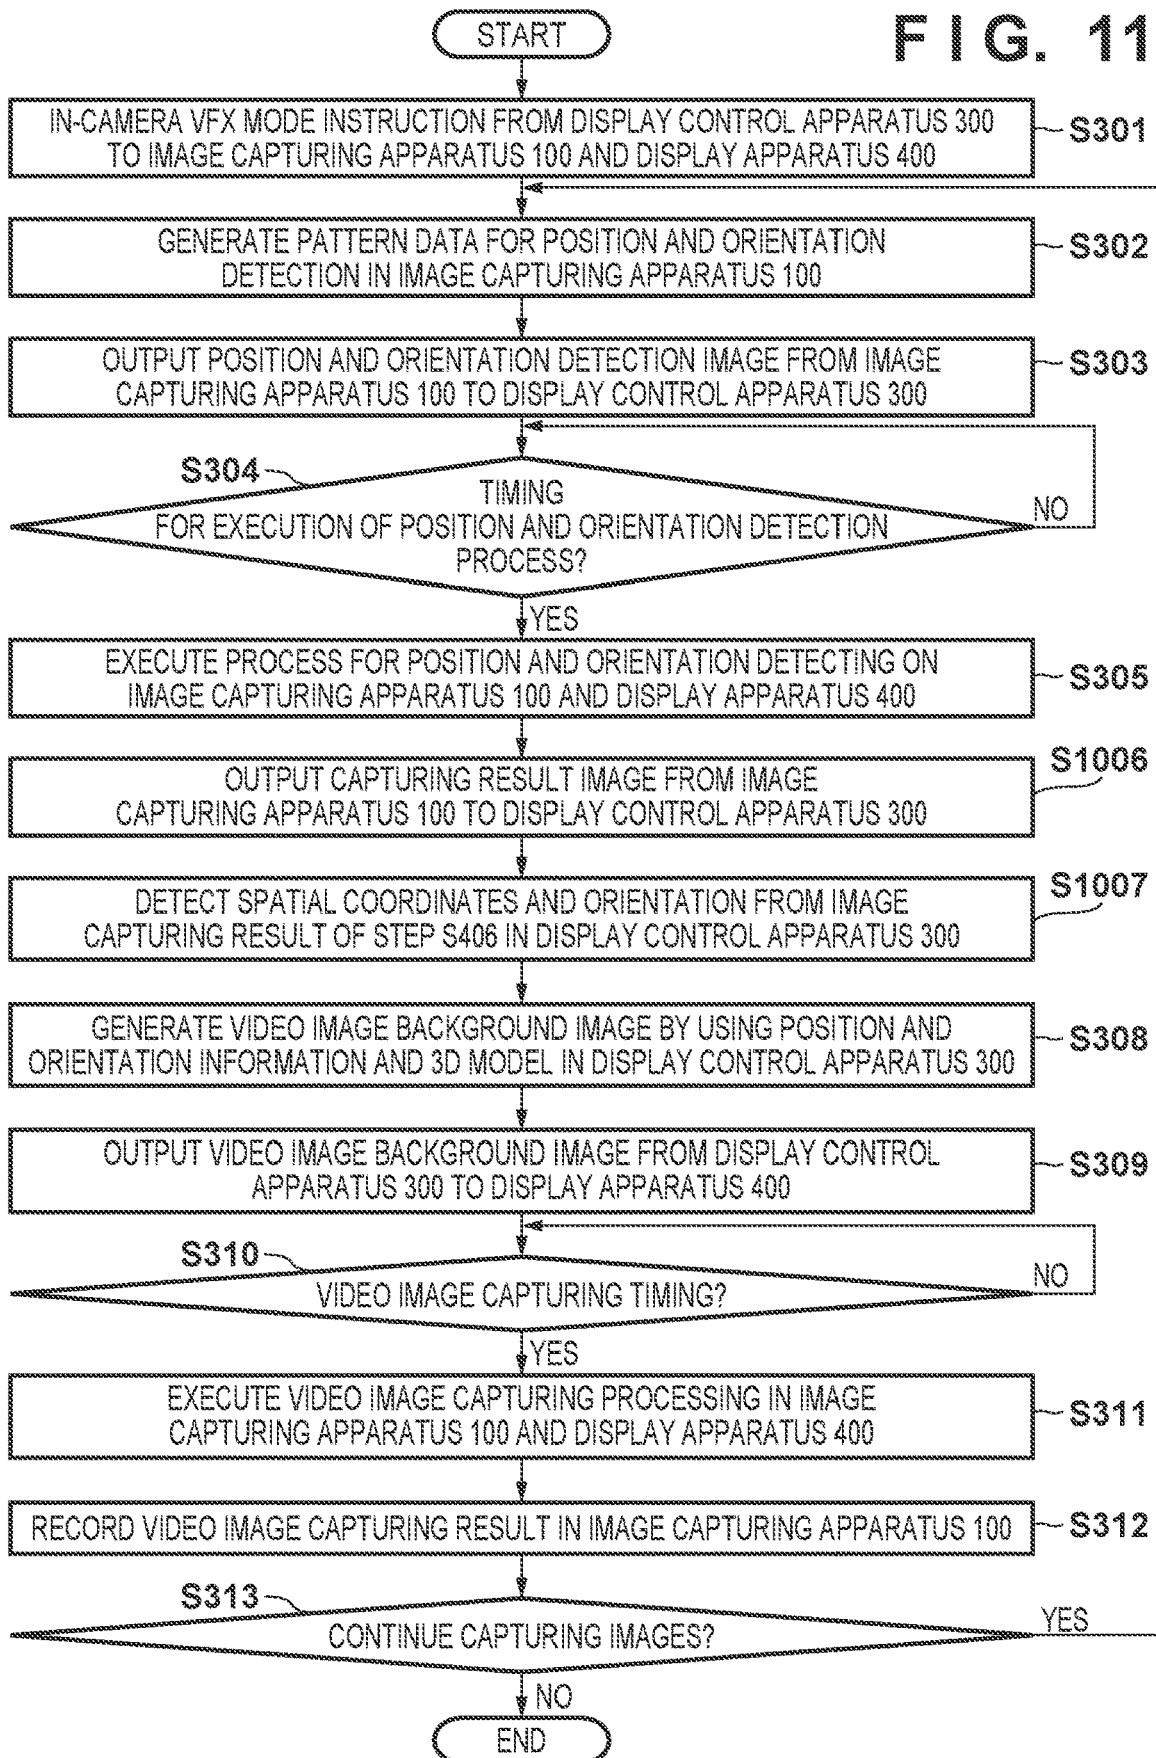 START
FIG. 11
IN-CAMERA VFX MODE INSTRUCTION FROM DISPLAY CONTROL APPARATUS 300
TO IMAGE CAPTURING APPARATUS 100 AND DISPLAY APPARATUS 400
S301
GENERATE PATTERN DATA FOR POSITION AND ORIENTATION
DETECTION IN IMAGE CAPTURING APPARATUS 100
S302
OUTPUT POSITION AND ORIENTATION DETECTION IMAGE FROM IMAGE
CAPTURING APPARATUS 100 TO DISPLAY CONTROL APPARATUS 300
S303
S304
TIMING
FOR EXECUTION OF POSITION AND ORIENTATION DETECTION
PROCESS?
NO
YES
EXECUTE PROCESS FOR POSITION AND ORIENTATION DETECTING ON
IMAGE CAPTURING APPARATUS 100 AND DISPLAY APPARATUS 400
S305
OUTPUT CAPTURING RESULT IMAGE FROM IMAGE
CAPTURING APPARATUS 100 TO DISPLAY CONTROL APPARATUS 300
S1006
DETECT SPATIAL COORDINATES AND ORIENTATION FROM IMAGE
CAPTURING RESULT OF STEP S406 IN DISPLAY CONTROL APPARATUS 300
S1007
GENERATE VIDEO IMAGE BACKGROUND IMAGE BY USING POSITION AND
ORIENTATION INFORMATION AND 3D MODEL IN DISPLAY CONTROL APPARATUS 300
S308
OUTPUT VIDEO IMAGE BACKGROUND IMAGE FROM DISPLAY CONTROL
APPARATUS 300 TO DISPLAY APPARATUS 400
S309
S310
VIDEO IMAGE CAPTURING TIMING?
NO
YES
EXECUTE VIDEO IMAGE CAPTURING PROCESSING IN IMAGE
CAPTURING APPARATUS 100 AND DISPLAY APPARATUS 400
S311
RECORD VIDEO IMAGE CAPTURING RESULT IN IMAGE CAPTURING APPARATUS 100
S312
S313
CONTINUE CAPTURING IMAGES?
YES
NO
END